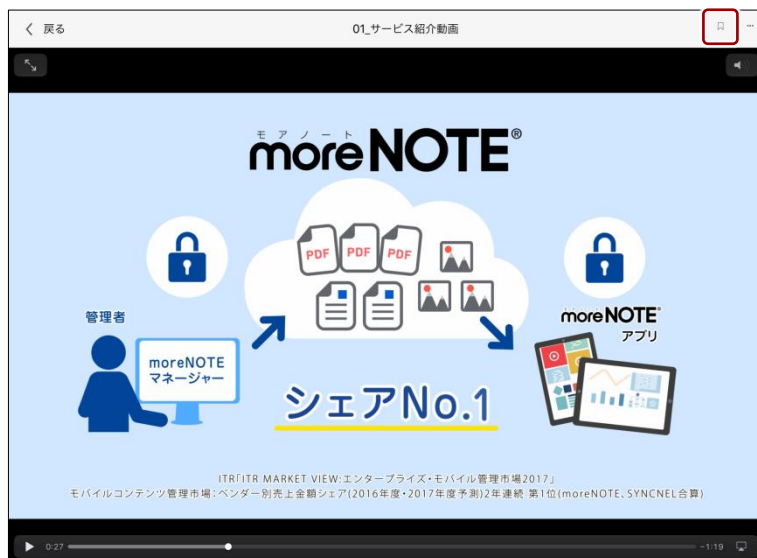 戻る
01_サービス紹介動画
モアノート
moreNOTE®
PDF PDF PDF
管理者
moreNOTE
マネージャー
moreNOTE®
アプリ
シェアNo.1
ITR「ITR MARKET VIEW:エンタープライズ・モバイル管理市場2017」
モバイルコンテンツ管理市場:ベンダー別売上金額シェア(2016年度・2017年度予測)2年連続 第1位(moreNOTE、SYNCNEL合算)
0:27
-1:19